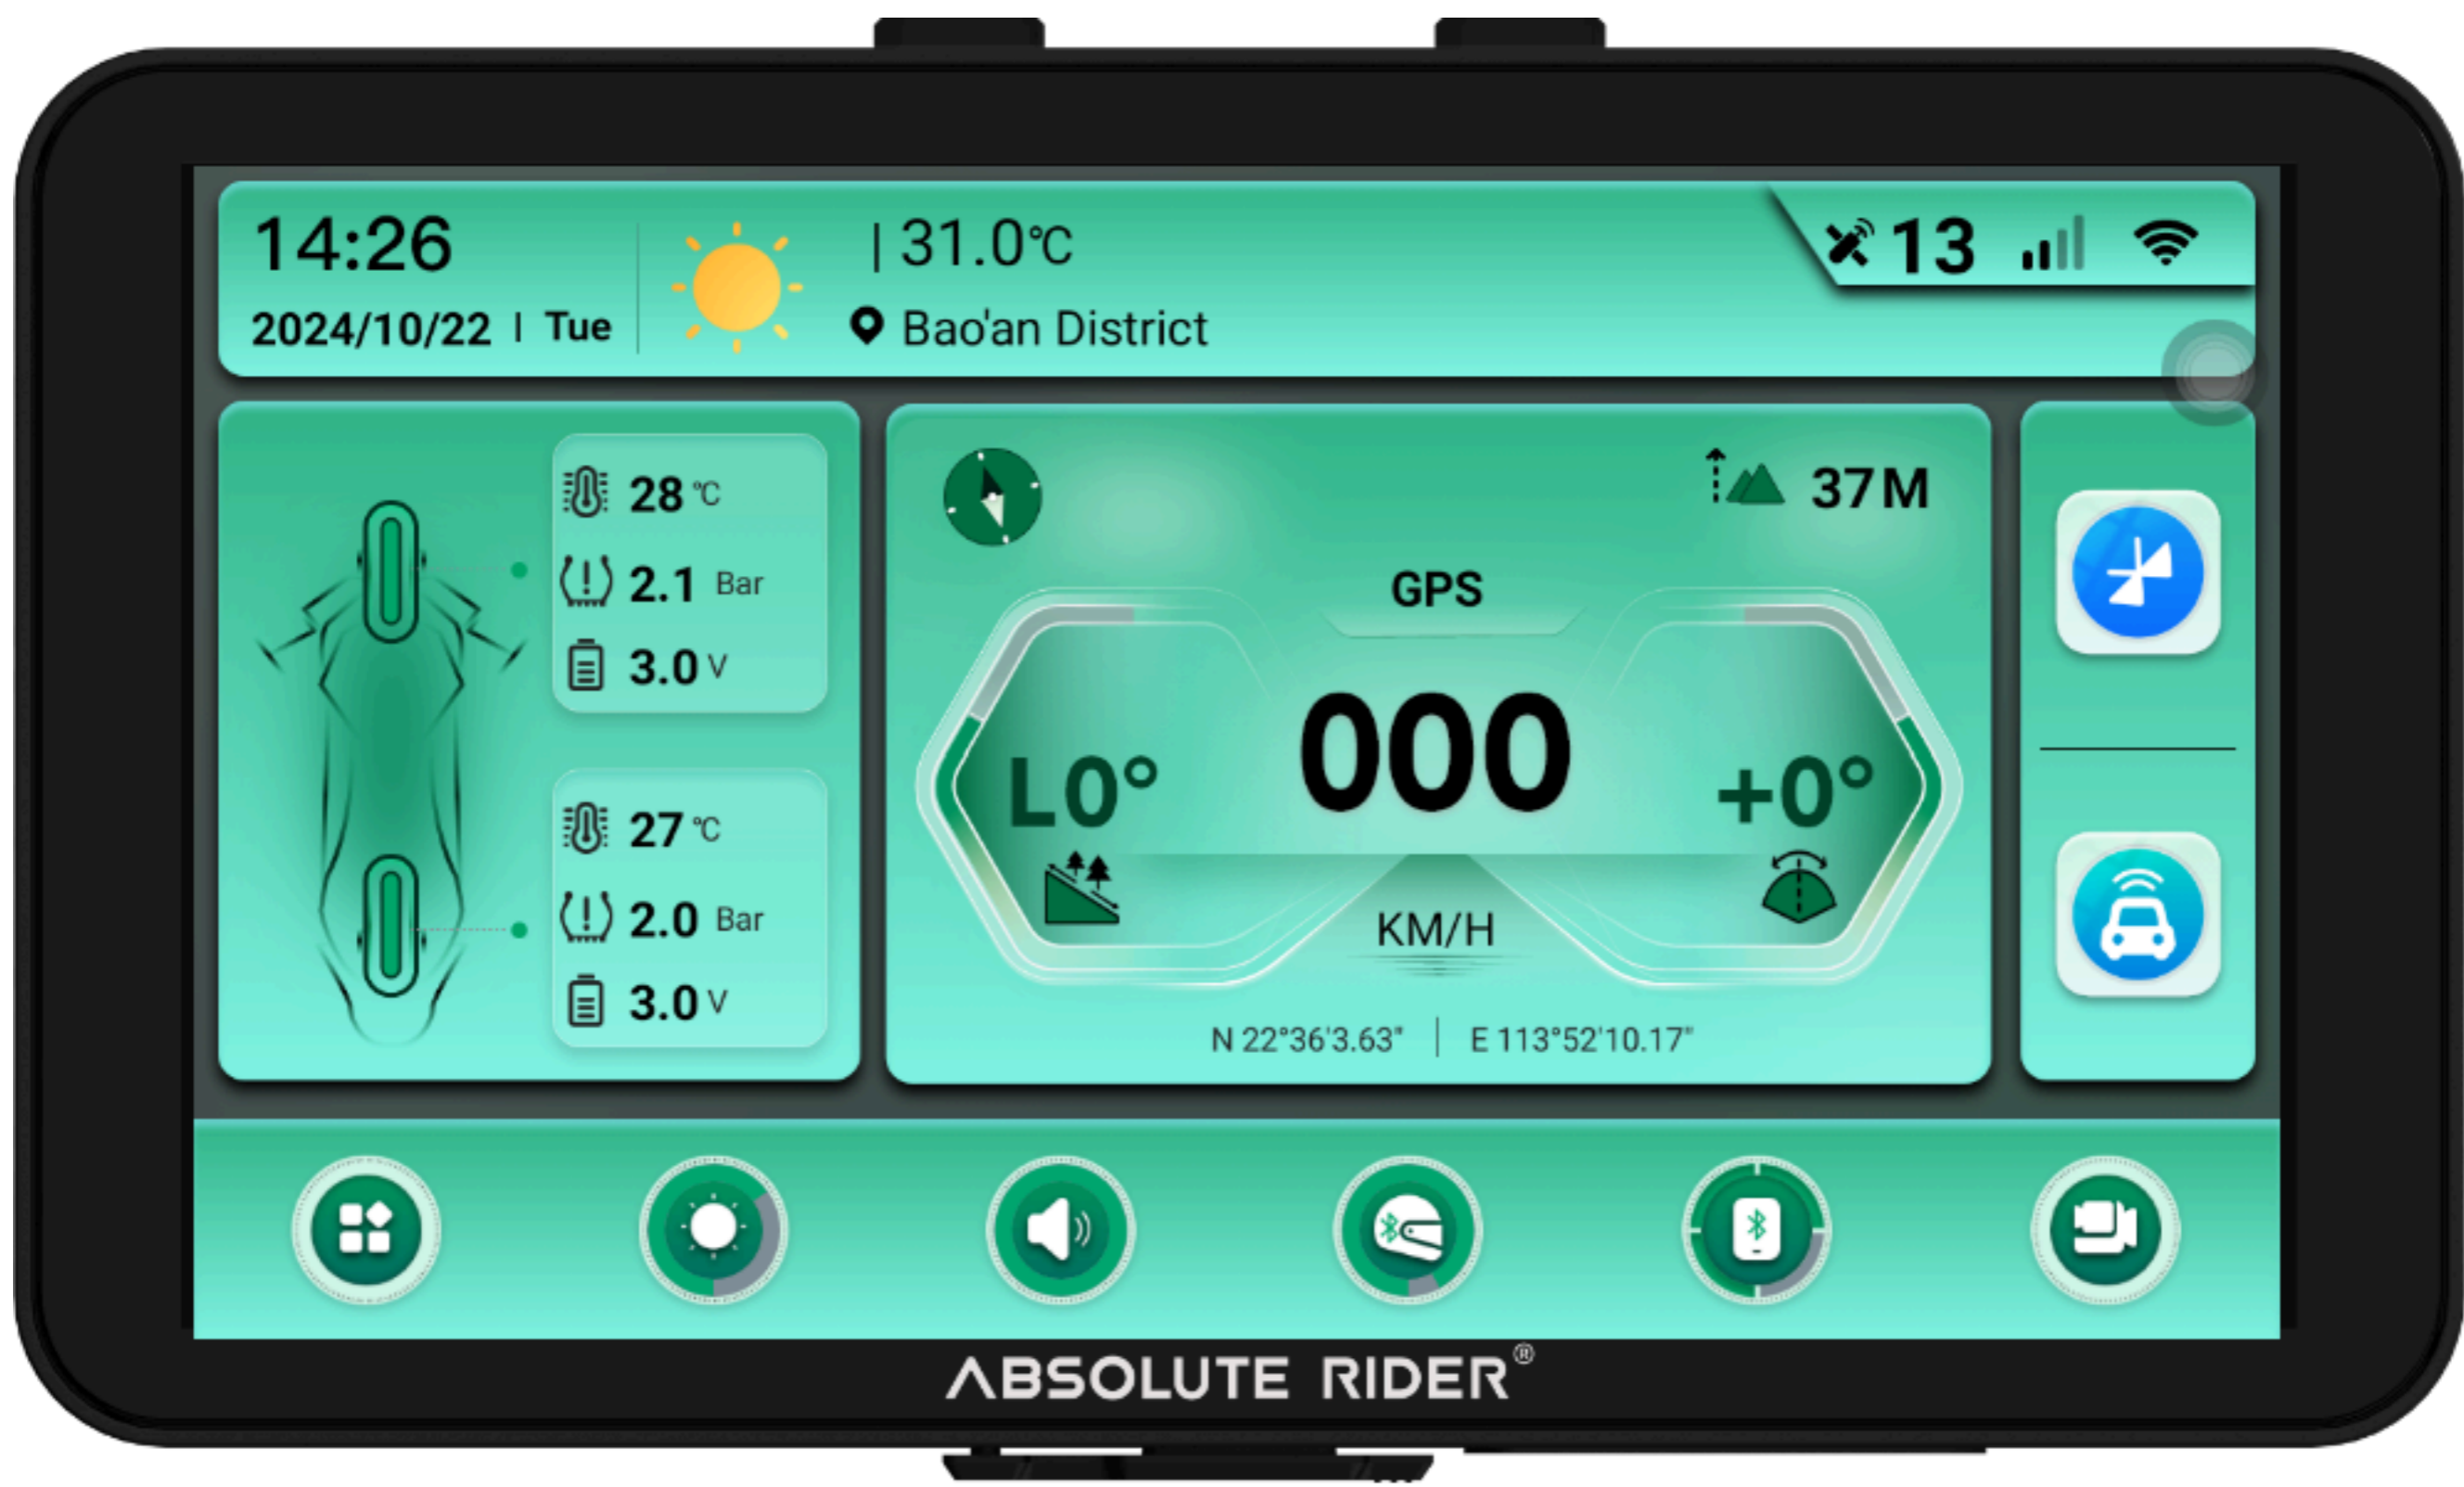 14:26
2024/10/22 | Tue
| 31.0℃
Bao'an District
13
28 ℃
2.1 Bar
3.0 V
27 ℃
2.0 Bar
3.0 V
37M
GPS
L0°
000
+0°
KM/H
N 22°36'3.63" | E 113°52'10.17"
ABSOLUTE RIDER®